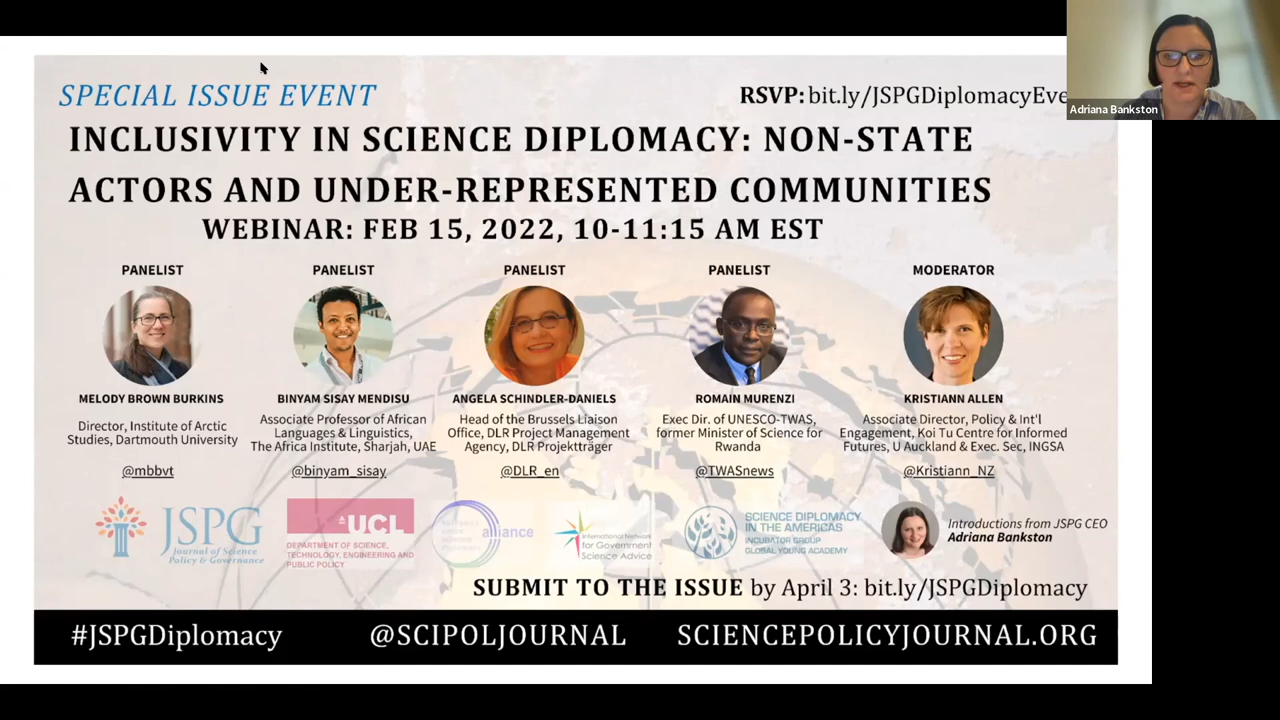 SPECIAL ISSUE EVENT
RSVP: bit.ly/JSPGDiplomacyEve
Adriana Bankston
INCLUSIVITY IN SCIENCE DIPLOMACY: NON-STATE
ACTORS AND UNDER-REPRESENTED COMMUNITIES
WEBINAR: FEB 15, 2022, 10-11:15 AM EST
PANELIST
MELODY BROWN BURKINS
Director, Institute of Arctic
Studies, Dartmouth University
@mbbvt
PANELIST
BINYAM SISAY MENDISU
Associate Professor of African
Languages & Linguistics,
The Africa Institute, Sharjah, UAE
@binyam_sisay
PANELIST
ANGELA SCHINDLER-DANIELS
Head of the Brussels Liaison
Office, DLR Project Management
Agency, DLR Projektträger
@DLR_en
PANELIST
ROMAIN MURENZI
Exec Dir. of UNESCO-TWAS,
former Minister of Science for
Rwanda
@TWASnews
MODERATOR
KRISTIANN ALLEN
Associate Director, Policy & Int'l
Engagement, Koi Tu Centre for Informed
Futures, U Auckland & Exec. Sec, INGSA
@Kristiann_NZ
JSPG
Journal of Science
Policy & Governance
UCL
DEPARTMENT OF SCIENCE,
TECHNOLOGY, ENGINEERING AND
PUBLIC POLICY
alliance
International Network
for Government
Science Advice
SCIENCE DIPLOMACY
IN THE AMERICAS
INCUBATOR GROUP
GLOBAL YOUNG ACADEMY
Introductions from JSPG CEO
Adriana Bankston
SUBMIT TO THE ISSUE by April 3: bit.ly/JSPGDiplomacy
#JSPGDiplomacy
@SCIPOLJOURNAL
SCIENCEPOLICYJOURNAL.ORG